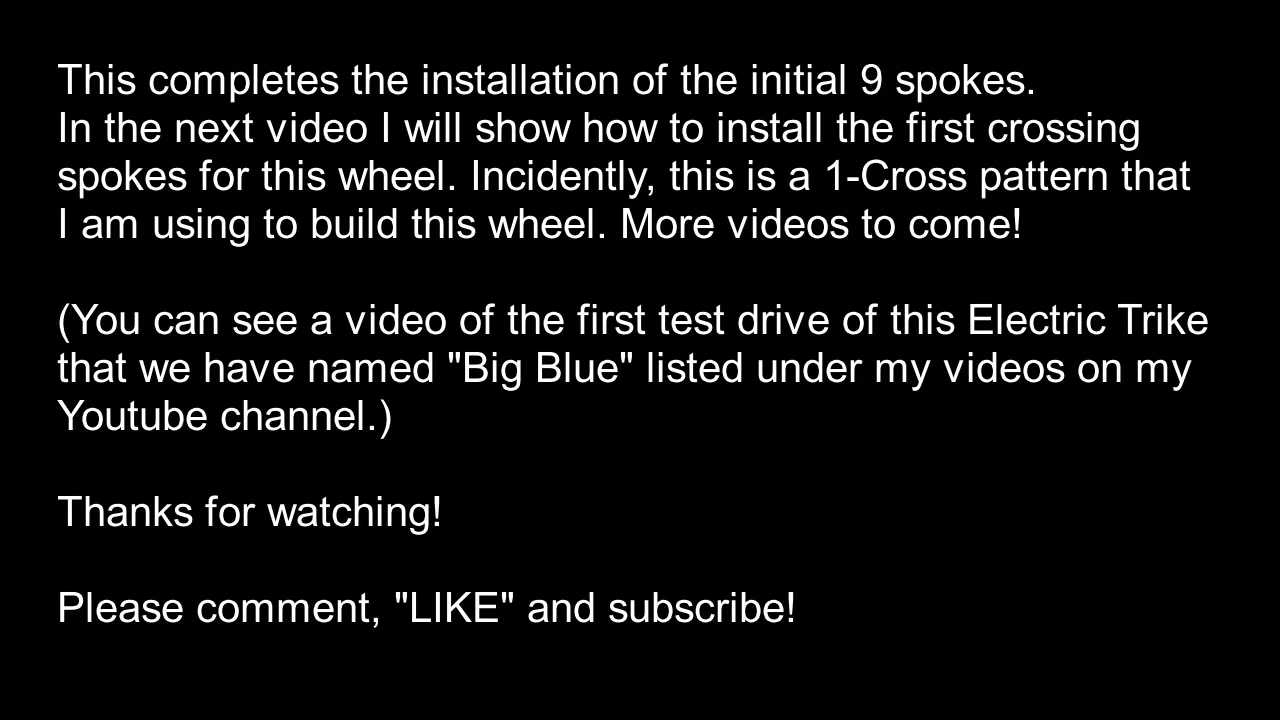 This completes the installation of the initial 9 spokes.
In the next video I will show how to install the first crossing
spokes for this wheel. Incidently, this is a 1-Cross pattern that
I am using to build this wheel. More videos to come!
(You can see a video of the first test drive of this Electric Trike
that we have named "Big Blue" listed under my videos on my
Youtube channel.)
Thanks for watching!
Please comment, "LIKE" and subscribe!